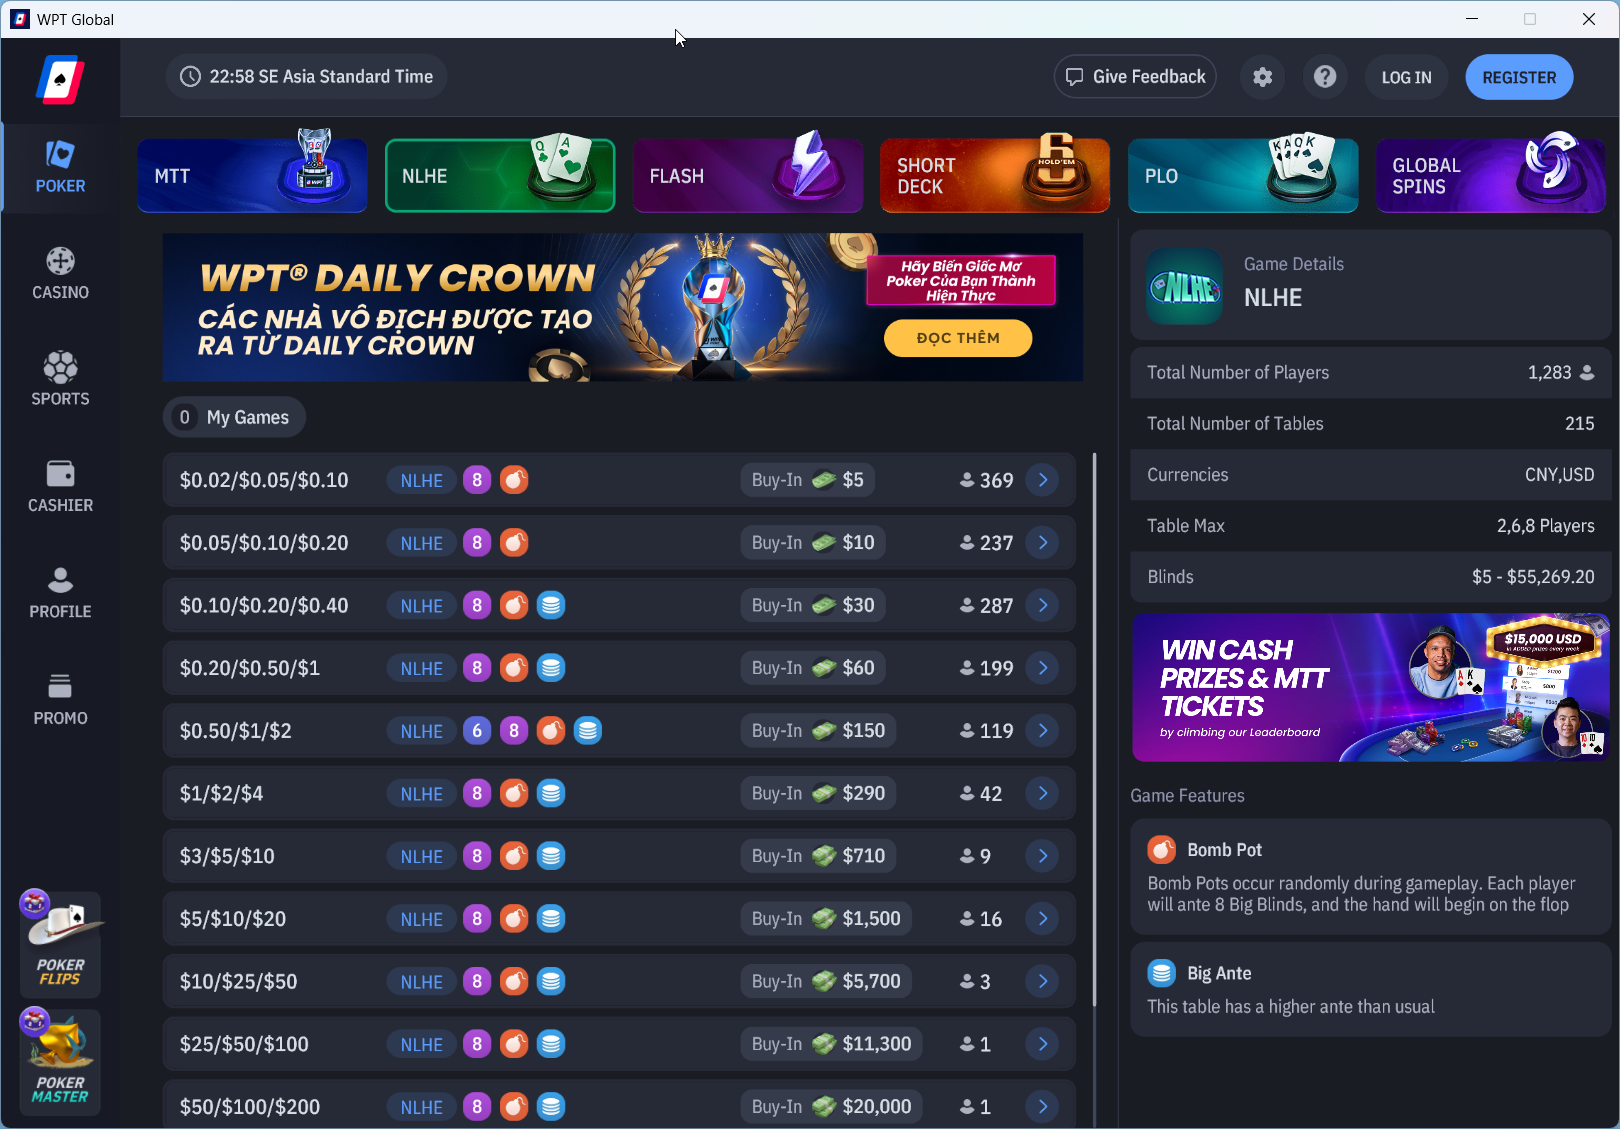 WPT Global
22:58 SE Asia Standard Time
Give Feedback
LOG IN
REGISTER
POKER
CASINO
SPORTS
CASHIER
PROFILE
PROMO
POKER
FLIPS
POKER
MASTER
MTT
NLHE
FLASH
SHORT
DECK
HOLD'EM
PLO
GLOBAL
SPINS
WPT® DAILY CROWN
CÁC NHÀ VÔ ĐỊCH ĐƯỢC TẠO
RA TỪ DAILY CROWN
Hãy Biến Giấc Mơ
Poker Của Bạn Thành
Hiện Thực
ĐỌC THÊM
0 My Games
$0.02/$0.05/$0.10 NLHE 8 Buy-In $5 369
$0.05/$0.10/$0.20 NLHE 8 Buy-In $10 237
$0.10/$0.20/$0.40 NLHE 8 Buy-In $30 287
$0.20/$0.50/$1 NLHE 8 Buy-In $60 199
$0.50/$1/$2 NLHE 6 8 Buy-In $150 119
$1/$2/$4 NLHE 8 Buy-In $290 42
$3/$5/$10 NLHE 8 Buy-In $710 9
$5/$10/$20 NLHE 8 Buy-In $1,500 16
$10/$25/$50 NLHE 8 Buy-In $5,700 3
$25/$50/$100 NLHE 8 Buy-In $11,300 1
$50/$100/$200 NLHE 8 Buy-In $20,000 1
NLHE
Game Details
NLHE
Total Number of Players 1,283
Total Number of Tables 215
Currencies CNY,USD
Table Max 2,6,8 Players
Blinds $5 - $55,269.20
WIN CASH
PRIZES & MTT
TICKETS
by climbing our Leaderboard
$15,000 USD
in ADDED prizes every week
Game Features
Bomb Pot
Bomb Pots occur randomly during gameplay. Each player
will ante 8 Big Blinds, and the hand will begin on the flop
Big Ante
This table has a higher ante than usual